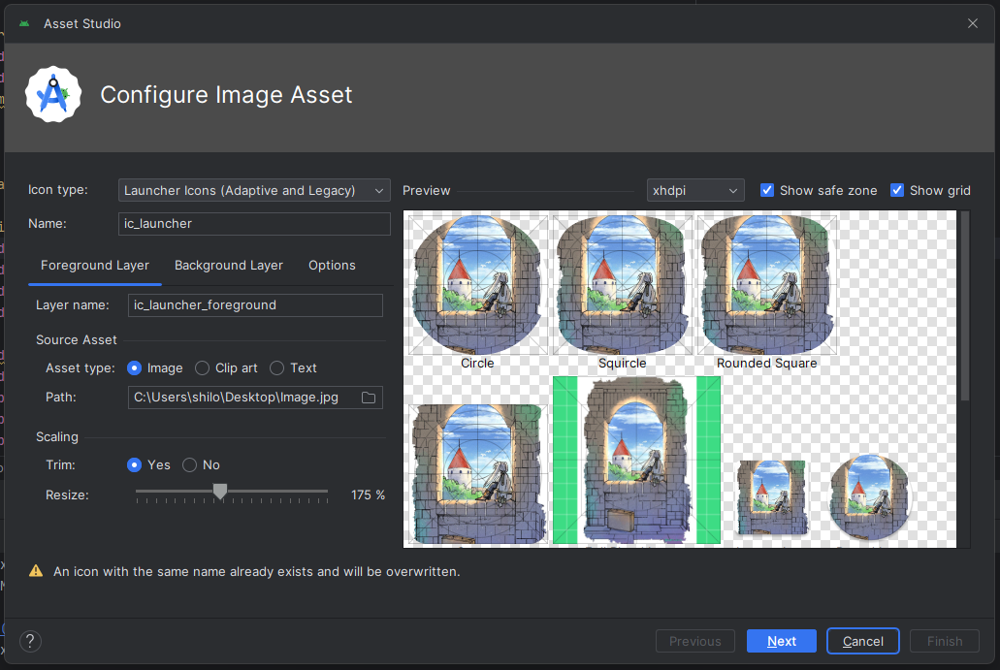 Asset Studio
Configure Image Asset
Icon type: Launcher Icons (Adaptive and Legacy) Preview xhdpi Show safe zone Show grid
Name: ic_launcher
Foreground Layer Background Layer Options
Layer name: ic_launcher_foreground
Source Asset
Asset type: Image Clip art Text
Circle Squircle Rounded Square
Path: C:\Users\shilo\Desktop\Image.jpg
Scaling
Trim: Yes No
Resize: 175 %
An icon with the same name already exists and will be overwritten.
? Previous Next Cancel Finish